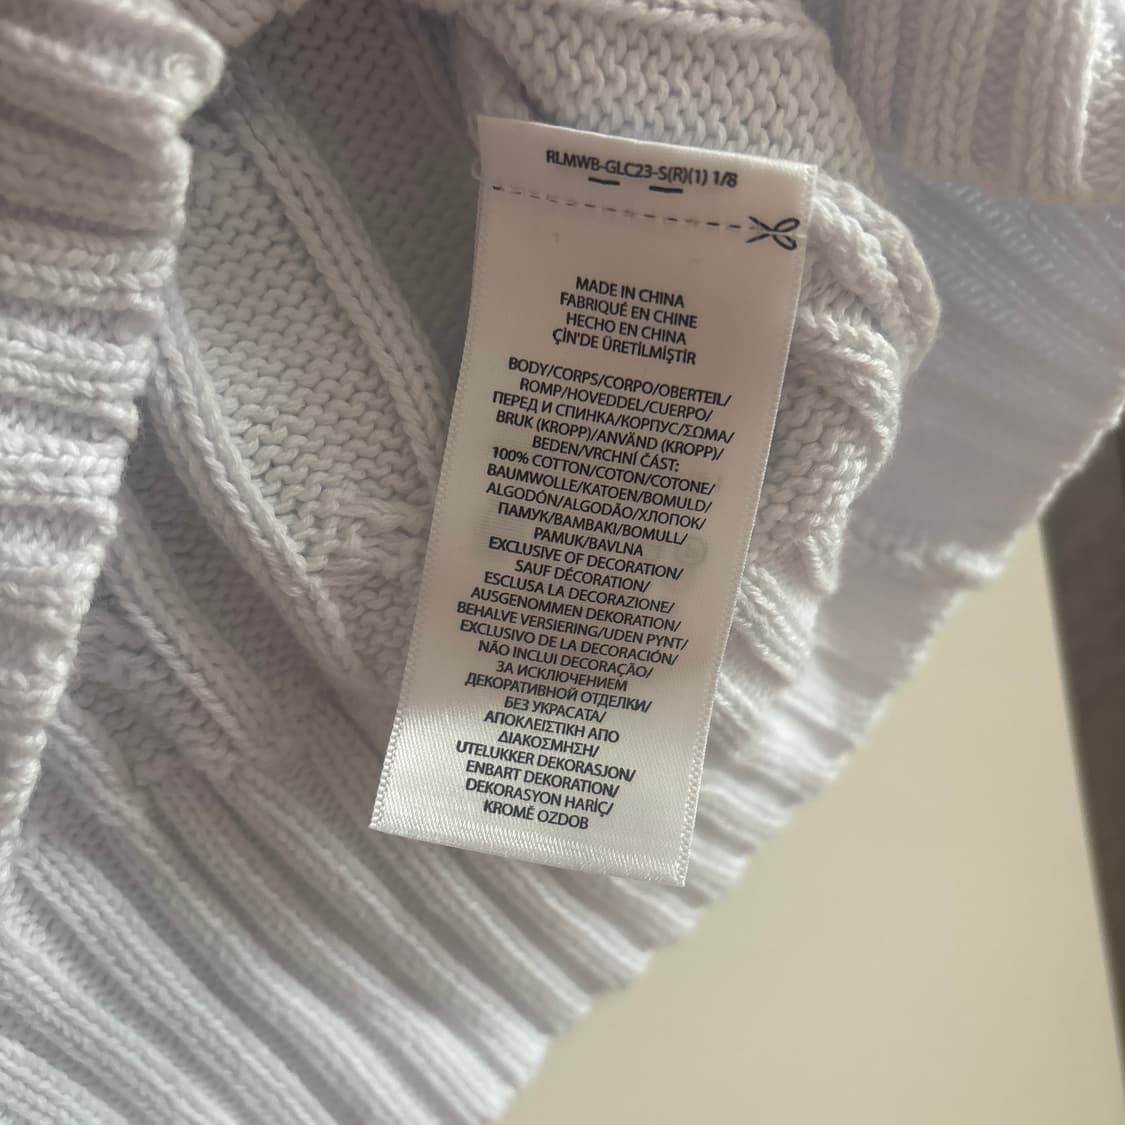 RLMWB-GLC23-S(R)(1) 1/8
MADE IN CHINA
FABRIQUÉ EN CHINE
HECHO EN CHINA
ÇİN'DE ÜRETİLMİŞTİR
BODY/CORPS/CORPO/OBERTEIL/
ROMP/HOVEDDEL/CUERPO/
ПЕРЕД И СПИНКА/КОРПУС/ΣΩΜΑ/
BRUK (KROPP)/ANVÄND (KROPP)/
BEDEN/VRCHNÍ ČÁST:
100% COTTON/COTON/COTONE/
BAUMWOLLE/KATOEN/BOMULD/
ALGODÓN/ALGODÃO/ХЛОПОК/
ПАМУК/BAMBAKI/BOMULL/
PAMUK/BAVLNA
EXCLUSIVE OF DECORATION/
SAUF DÉCORATION/
ESCLUSA LA DECORAZIONE/
AUSGENOMMEN DEKORATION/
BEHALVE VERSIERING/UDEN PYNT/
EXCLUSIVO DE LA DECORACIÓN/
NÃO INCLUI DECORAÇÃO/
ЗА ИСКЛЮЧЕНИЕМ
ДЕКОРАТИВНОЙ ОТДЕЛКИ/
БЕЗ УКРАСАТА/
ΑΠΟΚΛΕΙΣΤΙΚΗ ΑΠΟ
ΔΙΑΚΟΣΜΗΣΗ/
UTELUKKER DEKORASJON/
ENBART DEKORATION/
DEKORASYON HARİÇ/
KROMĚ OZDOB